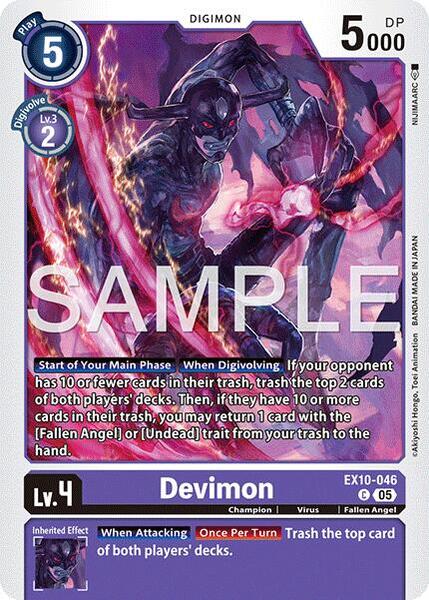 Play
5
DIGIMON
DP
5000
Digivolve
Lv.3
2
NIJIMAARC
SAMPLE
©Akiyoshi Hongo, Toei Animation BANDAI MADE IN JAPAN
Start of Your Main Phase When Digivolving If your opponent
has 10 or fewer cards in their trash, trash the top 2 cards
of both players' decks. Then, if they have 10 or more
cards in their trash, you may return 1 card with the
[Fallen Angel] or [Undead] trait from your trash to the
hand.
Lv.4
Devimon
EX10-046
C 05
Champion | Virus | Fallen Angel
Inherited Effect
When Attacking Once Per Turn Trash the top card
of both players' decks.